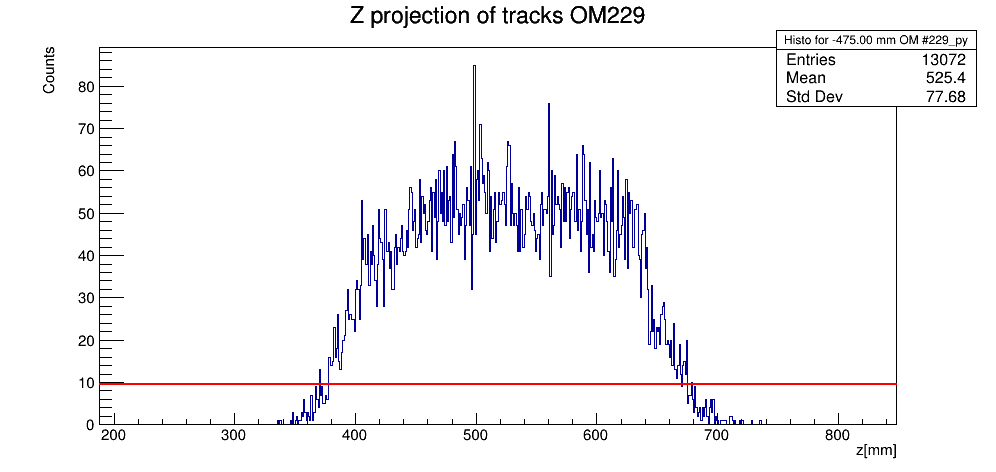 Z projection of tracks OM229
Histo for -475.00 mm OM #229_py
Entries 13072
Mean 525.4
Std Dev 77.68
Counts
80
70
60
50
40
30
20
10
0
200 300 400 500 600 700 800
z[mm]